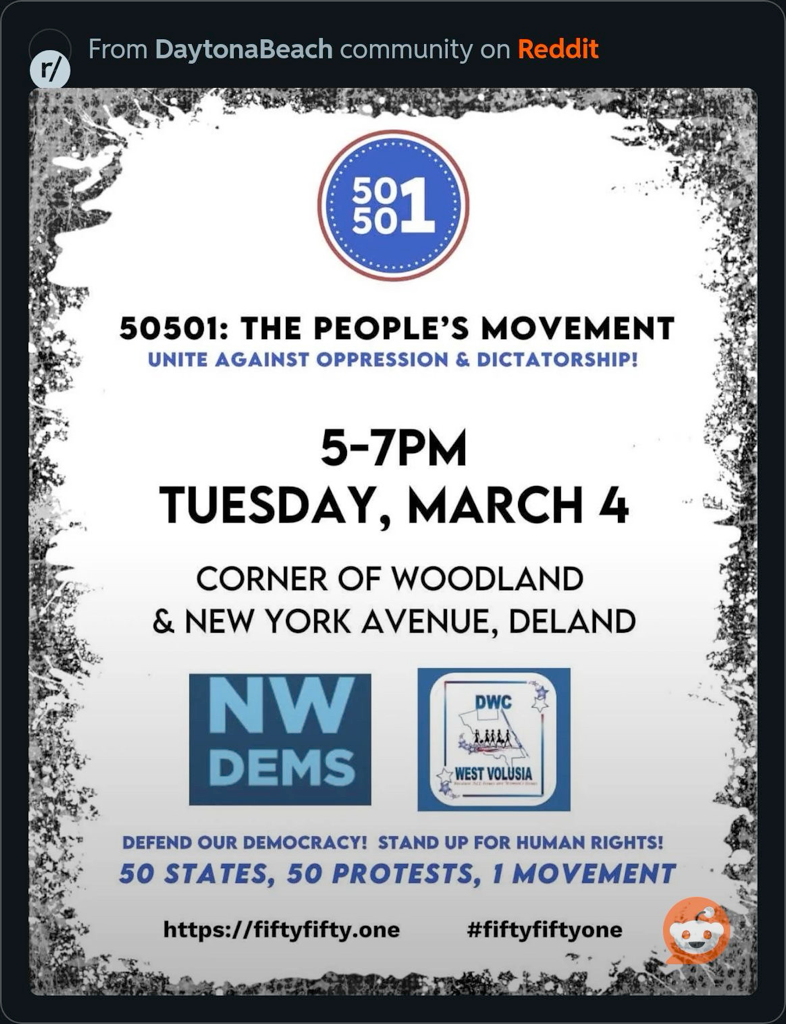 r/
From DaytonaBeach community on Reddit
50 1
50
50501: THE PEOPLE'S MOVEMENT
UNITE AGAINST OPPRESSION & DICTATORSHIP!
5-7PM
TUESDAY, MARCH 4
CORNER OF WOODLAND
& NEW YORK AVENUE, DELAND
NW
DEMS
DWC
WEST VOLUSIA
DEFEND OUR DEMOCRACY! STAND UP FOR HUMAN RIGHTS!
50 STATES, 50 PROTESTS, 1 MOVEMENT
https://fiftyfifty.one #fiftyfiftyone